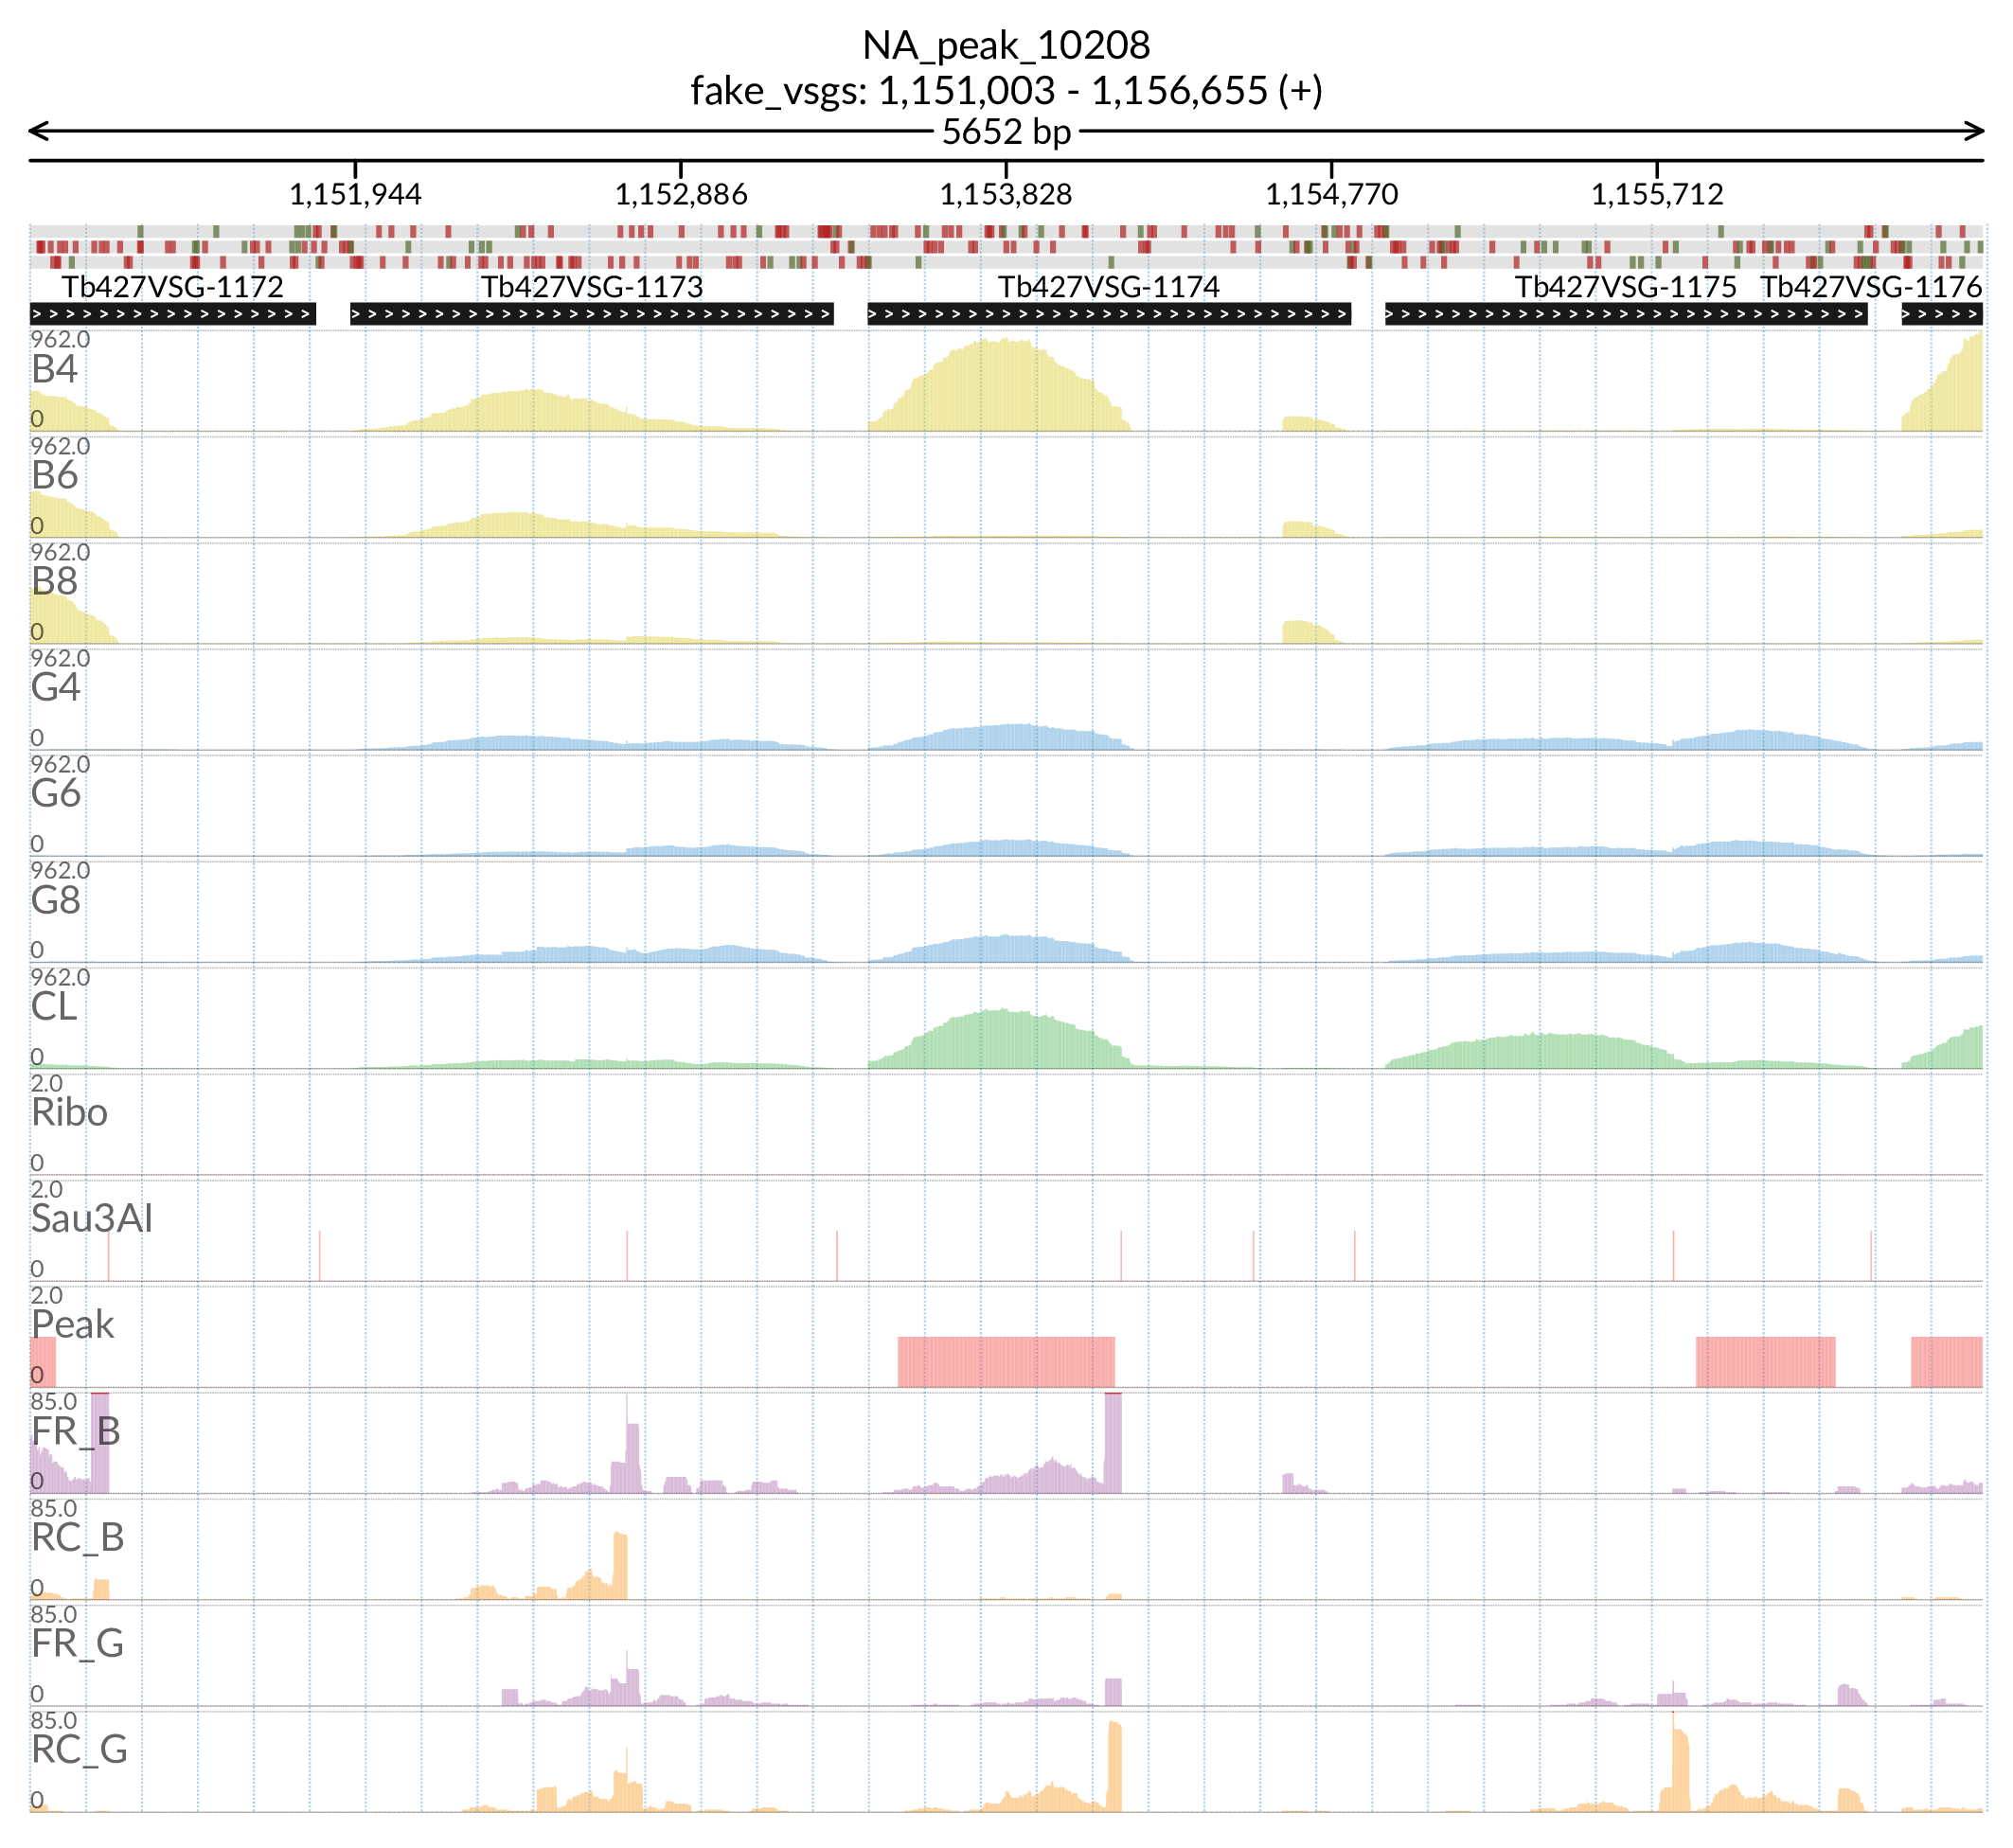 NA_peak_10208
fake_vsgs: 1,151,003 - 1,156,655 (+)
5652 bp
1,151,944 1,152,886 1,153,828 1,154,770 1,155,712
Tb427VSG-1172 Tb427VSG-1173 Tb427VSG-1174 Tb427VSG-1175 Tb427VSG-1176
962.0
B4
0
962.0
B6
0
962.0
B8
0
962.0
G4
0
962.0
G6
0
962.0
G8
0
962.0
CL
0
2.0
Ribo
0
2.0
Sau3AI
0
2.0
Peak
0
85.0
FR_B
0
85.0
RC_B
0
85.0
FR_G
0
85.0
RC_G
0